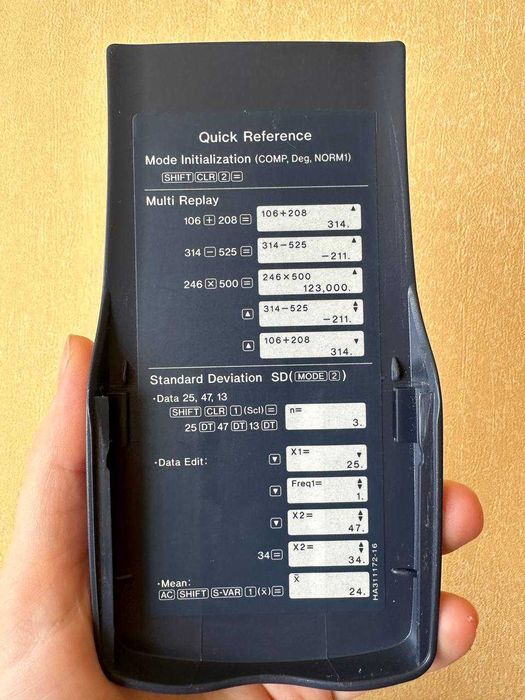 Quick Reference
Mode Initialization (COMP, Deg, NORM1)
SHIFT CLR 2 =
Multi Replay
106 + 208 = 106+208 ▲
314.
314 − 525 = 314−525 ▲
−211.
246 × 500 = 246×500 ▲
123,000.
▲ 314−525 ▲▼
−211.
▲ 106+208 ▼
314.
Standard Deviation SD( MODE 2 )
·Data 25, 47, 13
SHIFT CLR 1 (Scl) = n=
25 DT 47 DT 13 DT 3.
·Data Edit: ▼ X1= ▼
25.
▼ Freq1= ▲▼
1.
▼ X2= ▲▼
47.
34 = X2= ▲▼
34.
·Mean: x̄
AC SHIFT S-VAR 1 (x̄) = 24.
HA311172-16